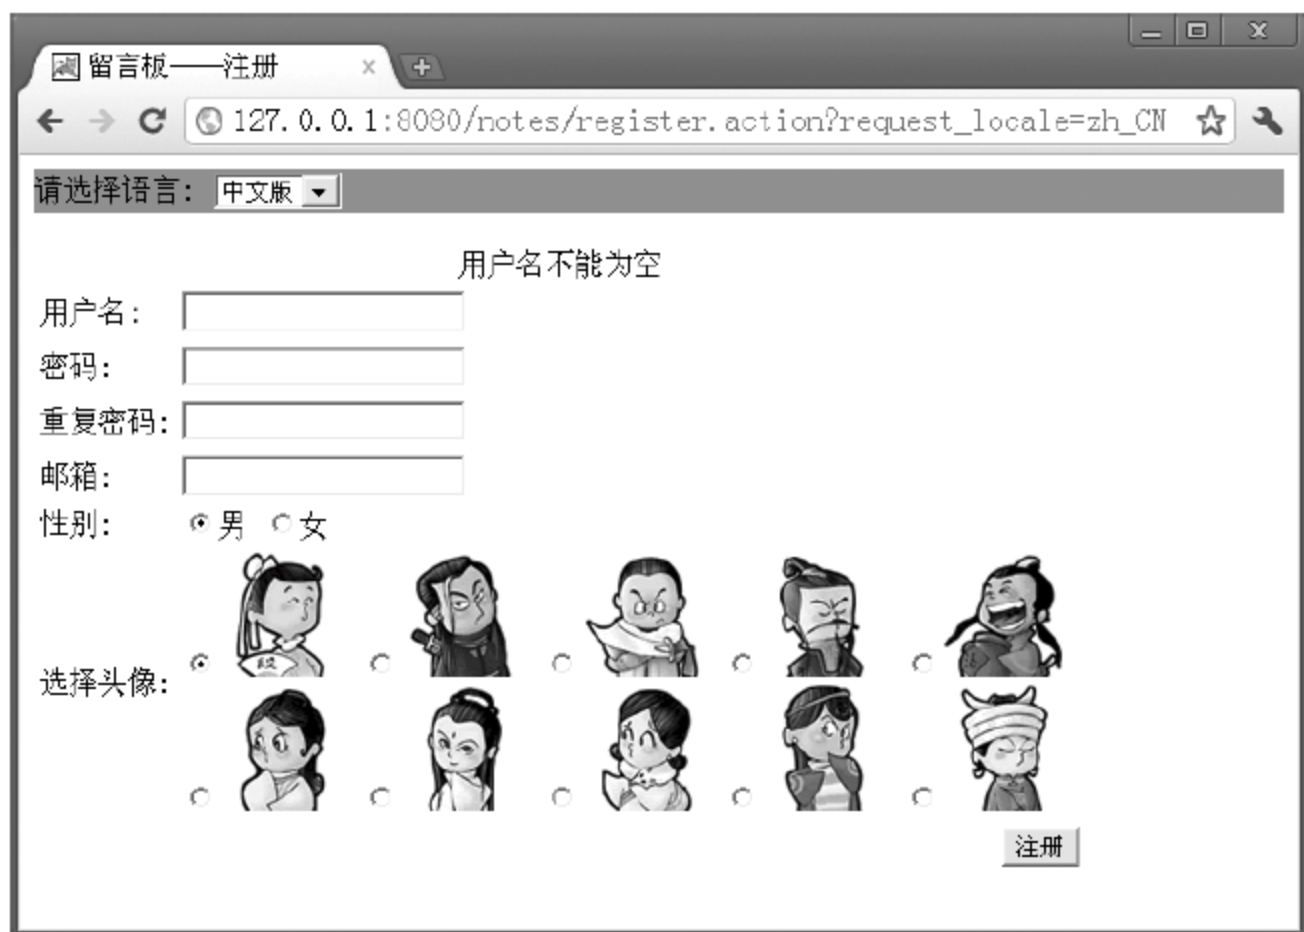 留言板——注册
127.0.0.1:8080/notes/register.action?request_locale=zh_CN
请选择语言: 中文版
用户名不能为空
用户名:
密码:
重复密码:
邮箱:
性别: 男 女
选择头像:
注册